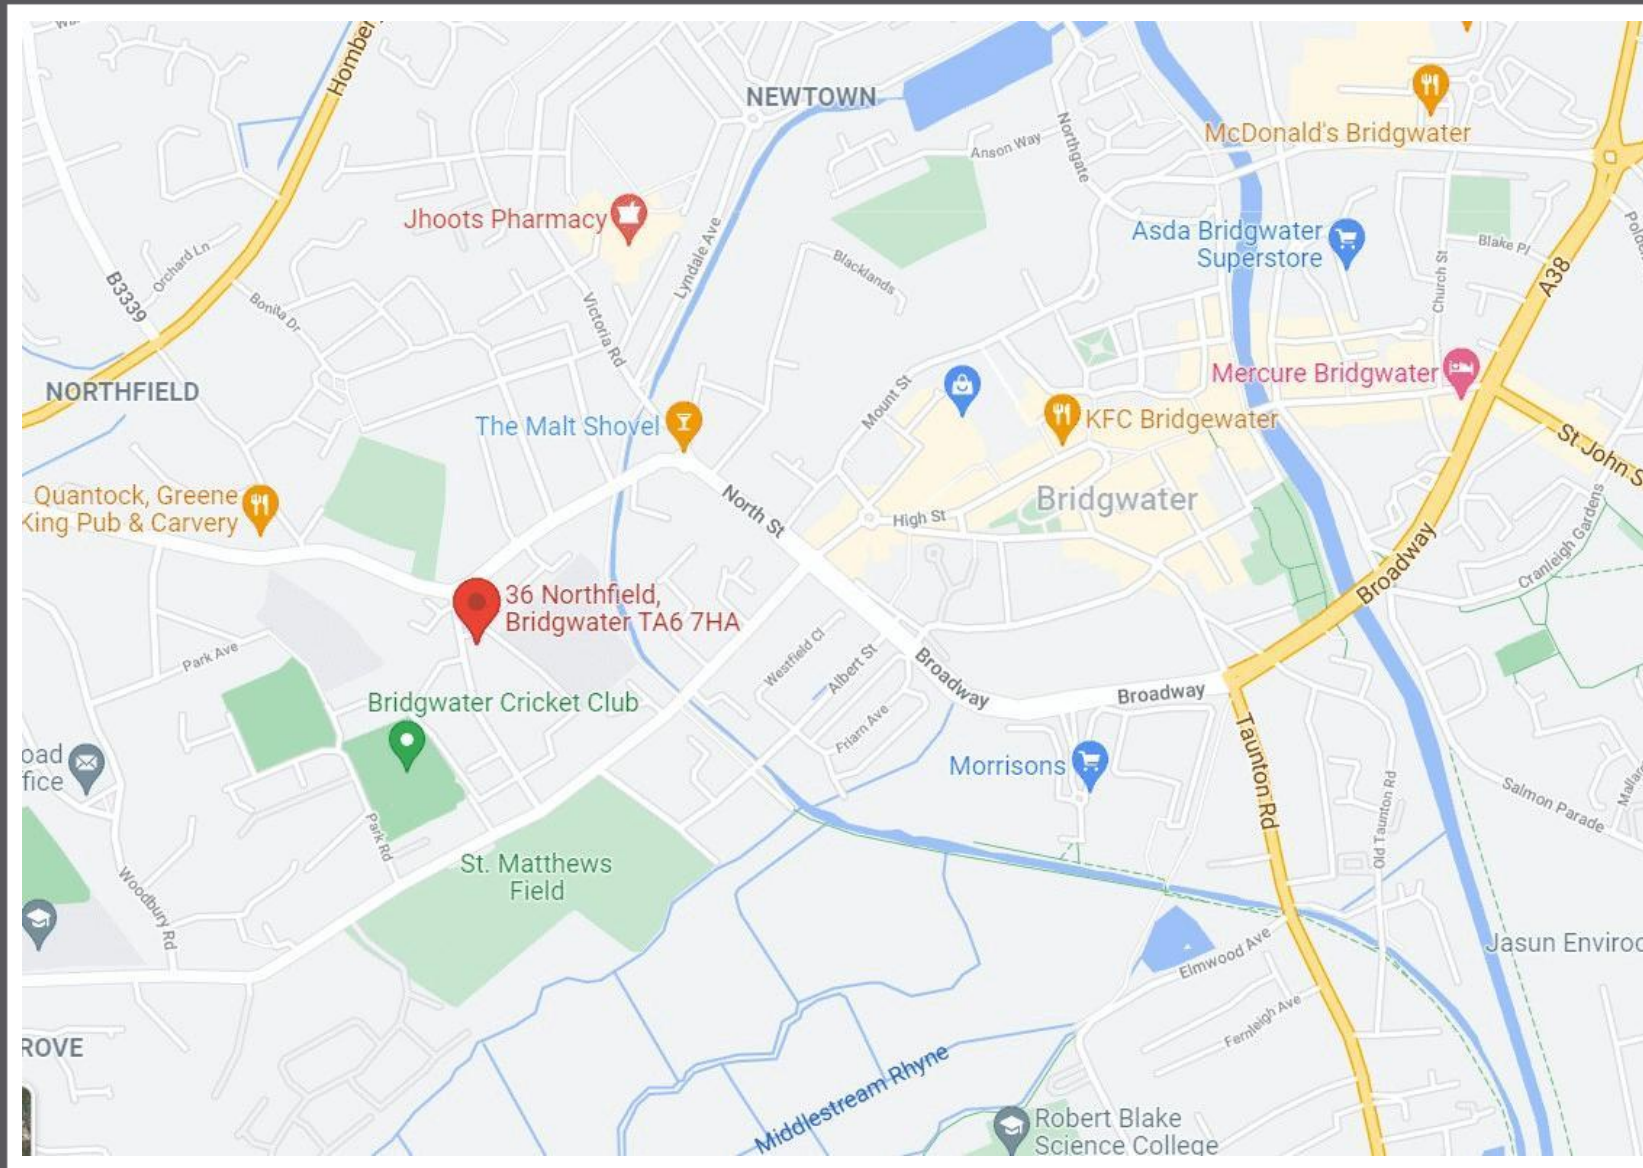 Homber
NEWTOWN
Northgate
Anson Way
McDonald's Bridgwater
Jhoots Pharmacy
Lyndale Ave
Asda Bridgwater
Superstore
Blake Pl
Church St
A38
Orchard Ln
B3339
Bonita Dr
Victoria Rd
Blacklands
NORTHFIELD
Mount St
Mercure Bridgwater
The Malt Shovel
KFC Bridgewater
St John S
Quantock, Greene
King Pub & Carvery
North St
High St
Bridgwater
Cranleigh Gardens
Broadway
36 Northfield,
Bridgwater TA6 7HA
Park Ave
Westfield Cl
Albert St
Broadway
Broadway
Bridgwater Cricket Club
Friarn Ave
Taunton Rd
oad
fice
Morrisons
Old Taunton Rd
Salmon Parade
Park Rd
St. Matthews
Field
Woodbury Rd
Elmwood Ave
Jasun Enviroc
Fernleigh Ave
ROVE
Middlestream Rhyne
Robert Blake
Science College